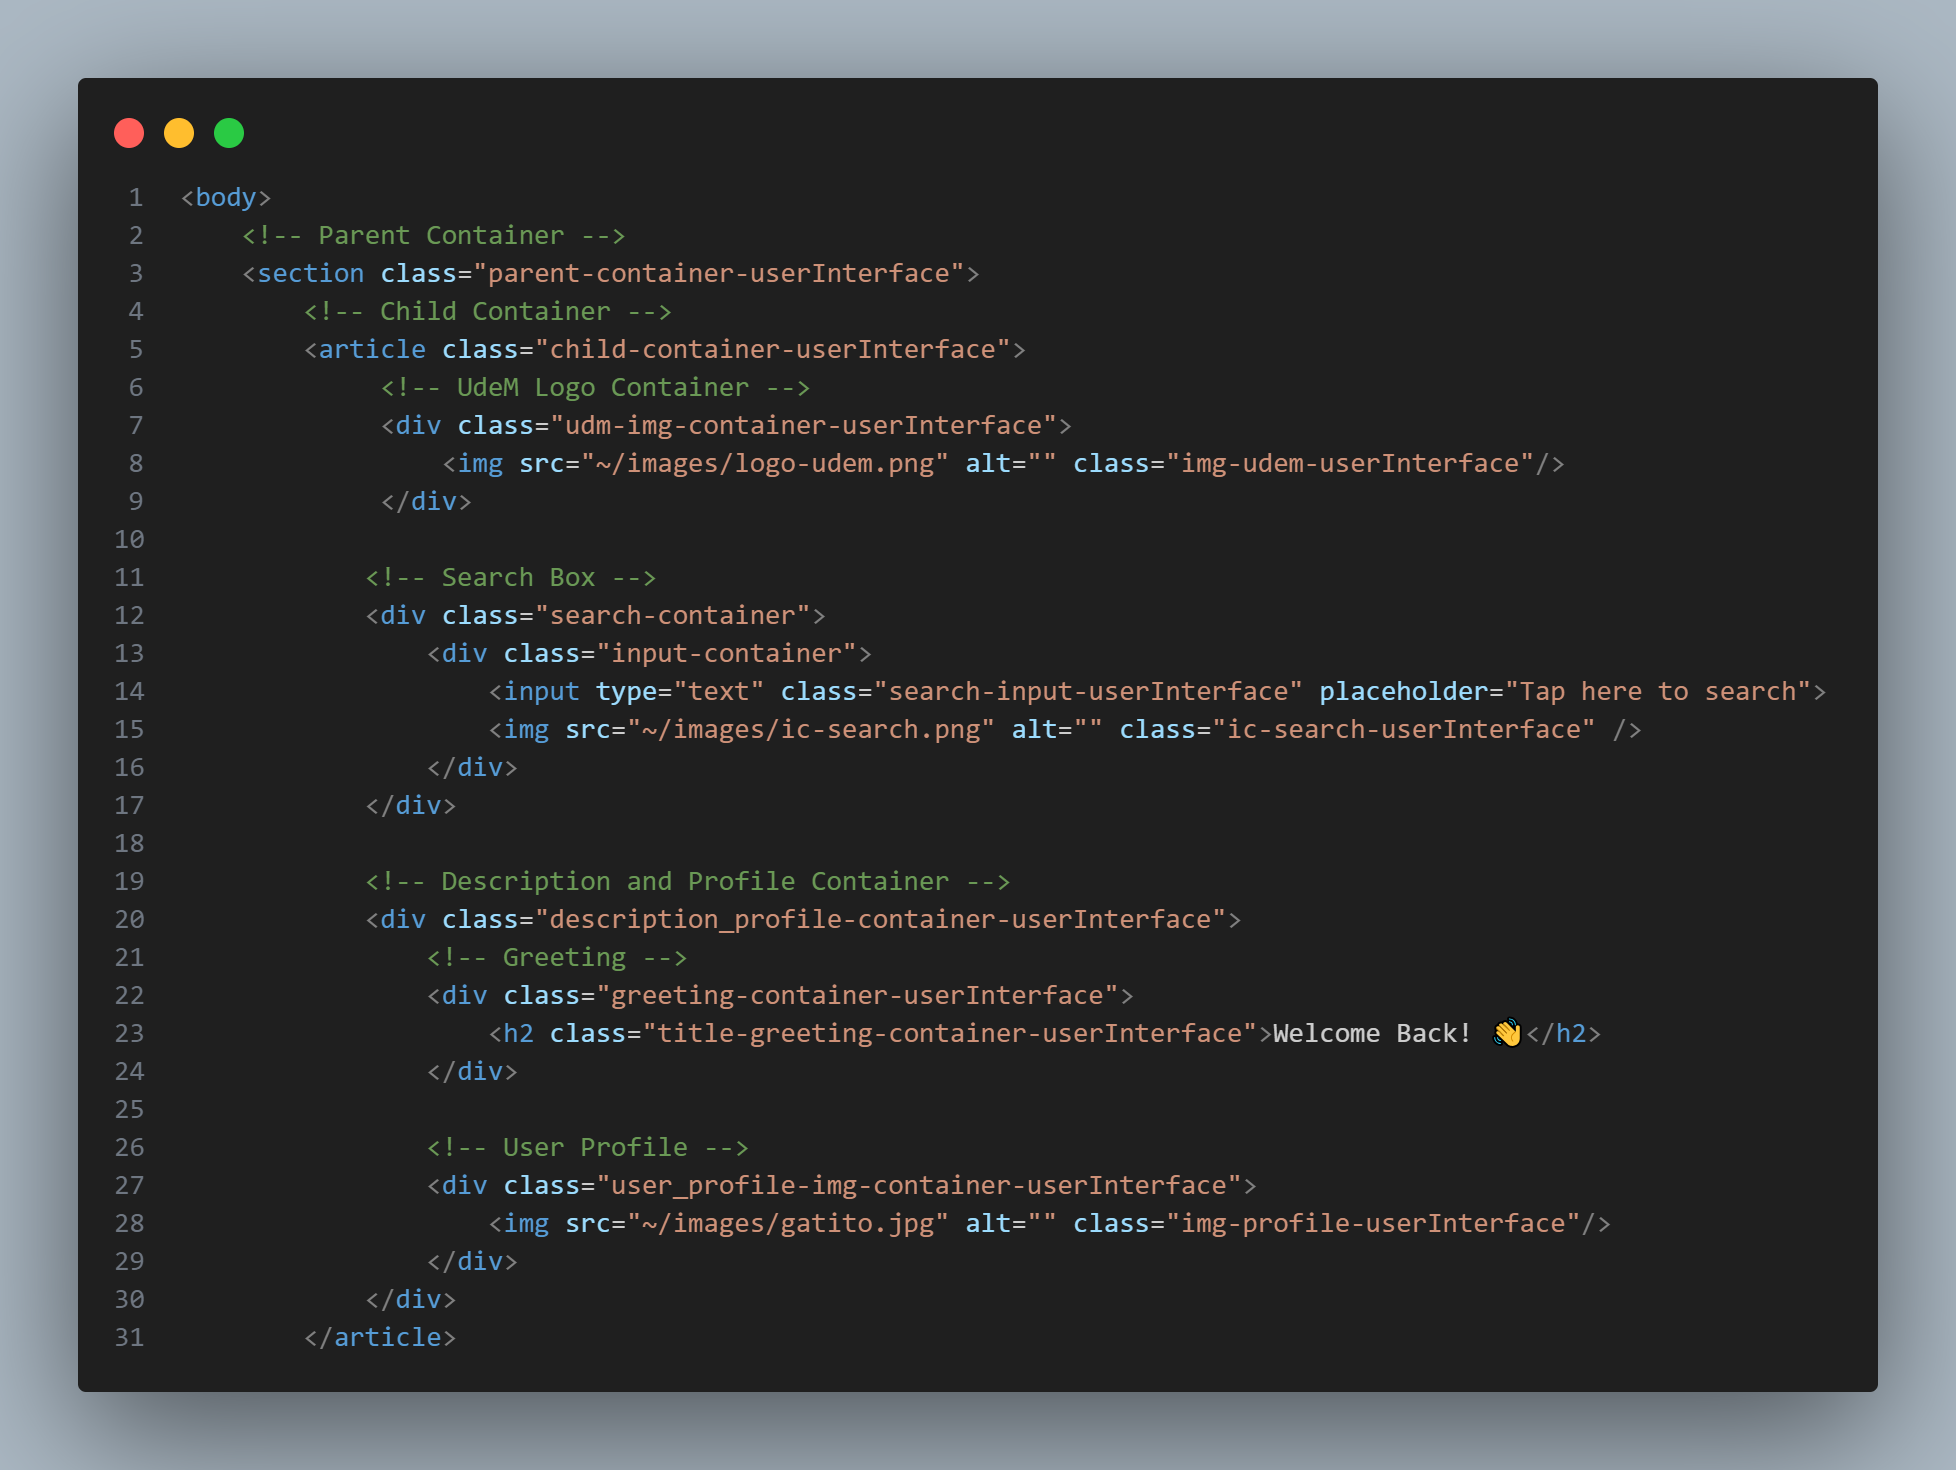 1 <body>
2     <!-- Parent Container -->
3     <section class="parent-container-userInterface">
4         <!-- Child Container -->
5         <article class="child-container-userInterface">
6              <!-- UdeM Logo Container -->
7              <div class="udm-img-container-userInterface">
8                  <img src="~/images/logo-udem.png" alt="" class="img-udem-userInterface"/>
9              </div>
10
11             <!-- Search Box -->
12             <div class="search-container">
13                 <div class="input-container">
14                     <input type="text" class="search-input-userInterface" placeholder="Tap here to search">
15                     <img src="~/images/ic-search.png" alt="" class="ic-search-userInterface" />
16                 </div>
17             </div>
18
19             <!-- Description and Profile Container -->
20             <div class="description_profile-container-userInterface">
21                 <!-- Greeting -->
22                 <div class="greeting-container-userInterface">
23                     <h2 class="title-greeting-container-userInterface">Welcome Back! 👋</h2>
24                 </div>
25
26                 <!-- User Profile -->
27                 <div class="user_profile-img-container-userInterface">
28                     <img src="~/images/gatito.jpg" alt="" class="img-profile-userInterface"/>
29                 </div>
30             </div>
31         </article>